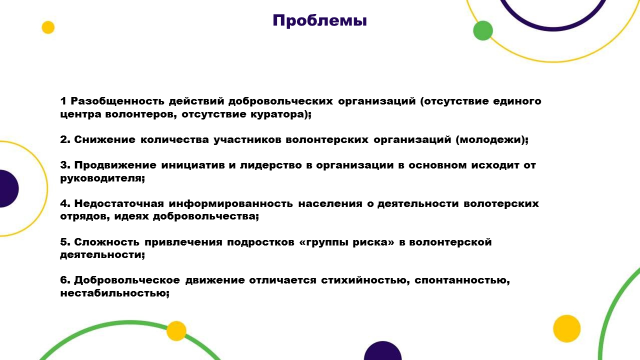 Проблемы
1 Разобщенность действий добровольческих организаций (отсутствие единого
центра волонтеров, отсутствие куратора);
2. Снижение количества участников волонтерских организаций (молодежи);
3. Продвижение инициатив и лидерство в организации в основном исходит от
руководителя;
4. Недостаточная информированность населения о деятельности волотерских
отрядов, идеях добровольчества;
5. Сложность привлечения подростков «группы риска» в волонтерской
деятельности;
6. Добровольческое движение отличается стихийностью, спонтанностью,
нестабильностью;